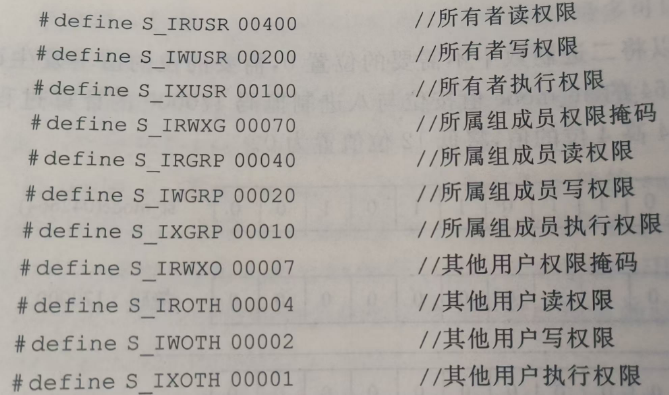 #define S_IRUSR 00400 //所有者读权限
#define S_IWUSR 00200 //所有者写权限
#define S_IXUSR 00100 //所有者执行权限
#define S_IRWXG 00070 //所属组成员权限掩码
#define S_IRGRP 00040 //所属组成员读权限
#define S_IWGRP 00020 //所属组成员写权限
#define S_IXGRP 00010 //所属组成员执行权限
#define S_IRWXO 00007 //其他用户权限掩码
#define S_IROTH 00004 //其他用户读权限
#define S_IWOTH 00002 //其他用户写权限
#define S_IXOTH 00001 //其他用户执行权限